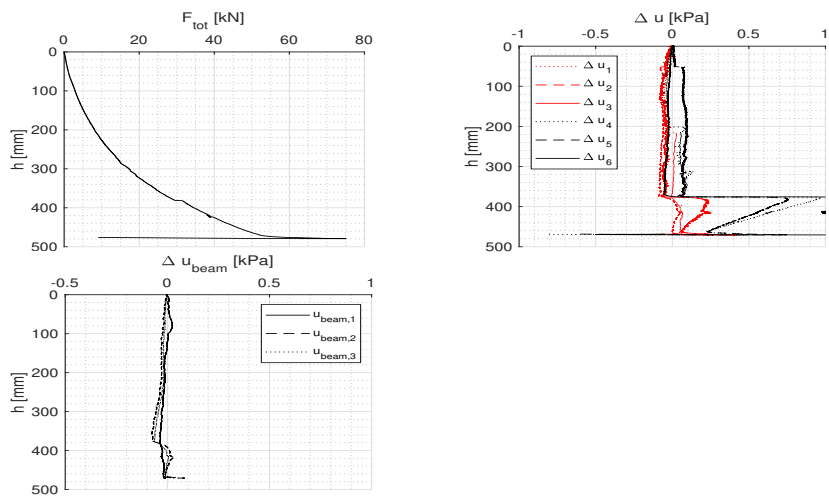 F_tot [kN]
0 20 40 60 80
0
100
200
300
400
500
h [mm]
Δ u [kPa]
-1 -0.5 0 0.5 1
0
100
200
300
400
500
h [mm]
Δ u_1
Δ u_2
Δ u_3
Δ u_4
Δ u_5
Δ u_6
Δ u_beam [kPa]
-0.5 0 0.5 1
0
100
200
300
400
500
h [mm]
u_beam,1
u_beam,2
u_beam,3